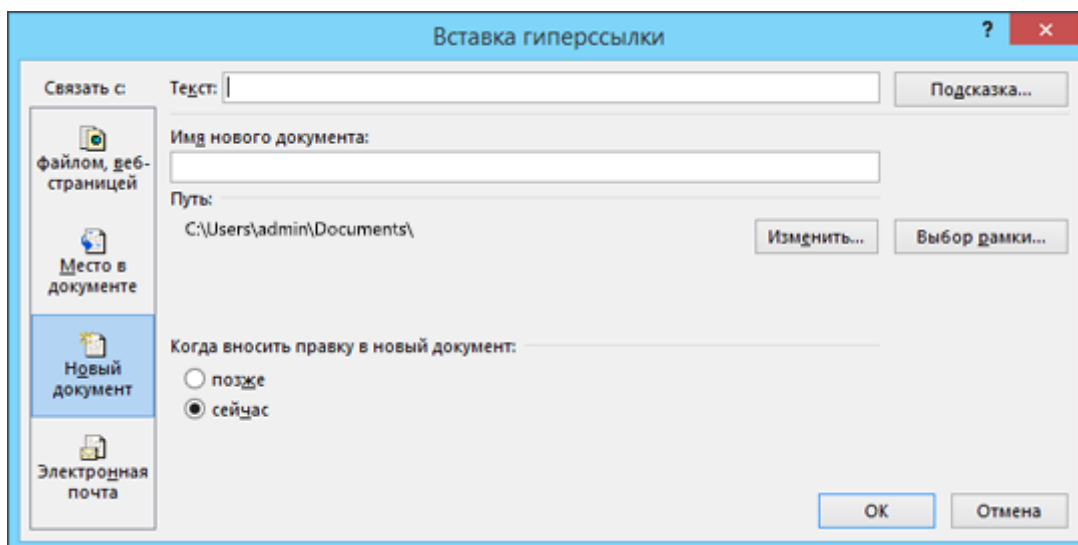 Вставка гиперссылки
?
Связать с:
Текст:
Подсказка...
файлом, веб-
страницей
Имя нового документа:
Путь:
C:\Users\admin\Documents\
Изменить...
Выбор рамки...
Место в
документе
Новый
документ
Когда вносить правку в новый документ:
позже
сейчас
Электронная
почта
ОК
Отмена